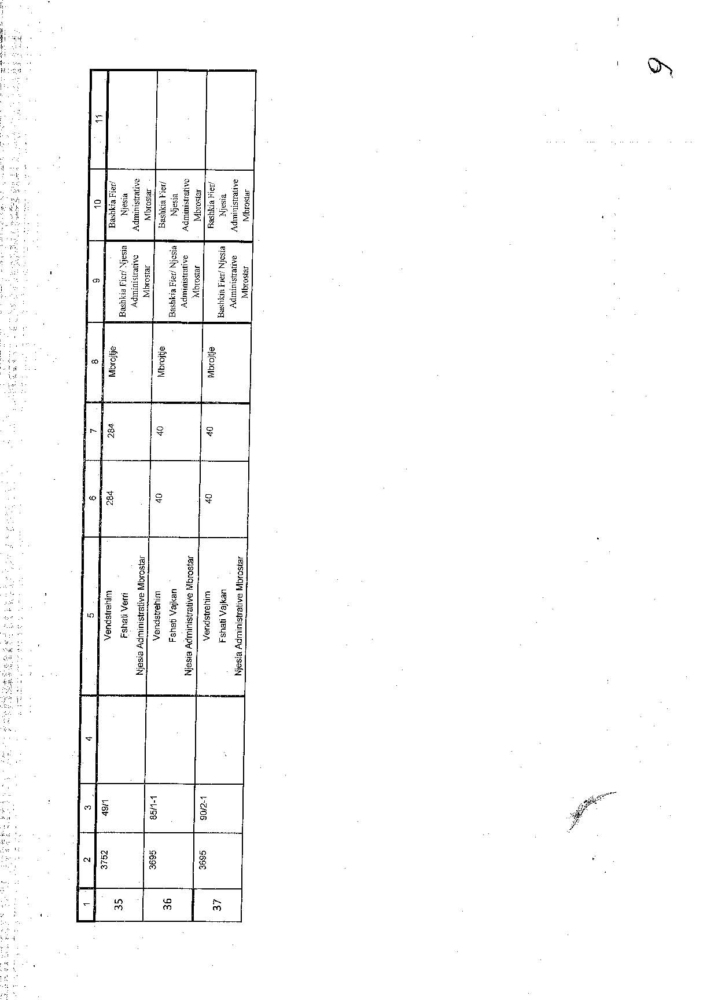 1 2 3 4 5 6 7 8 9 10 11
35 3752 49/1 Vendstrehim 284 284 Mbrojtje Bashkia Fier/ Njesia Bashkia Fier/
Fshati Verri Administrative Njesia
Njesia Administrative Mbrostar Mbrostar Administrative
Mbrostar
36 3695 85/1-1 Vendstrehim 40 40 Mbrojtje Bashkia Fier/ Njesia Bashkia Fier/
Fshati Vajkan Administrative Njesia
Njesia Administrative Mbrostar Mbrostar Administrative
Mbrostar
37 3695 90/2-1 Vendstrehim 40 40 Mbrojtje Bashkia Fier/ Njesia Bashkia Fier/
Fshati Vajkan Administrative Njesia
Njesia Administrative Mbrostar Mbrostar Administrative
Mbrostar